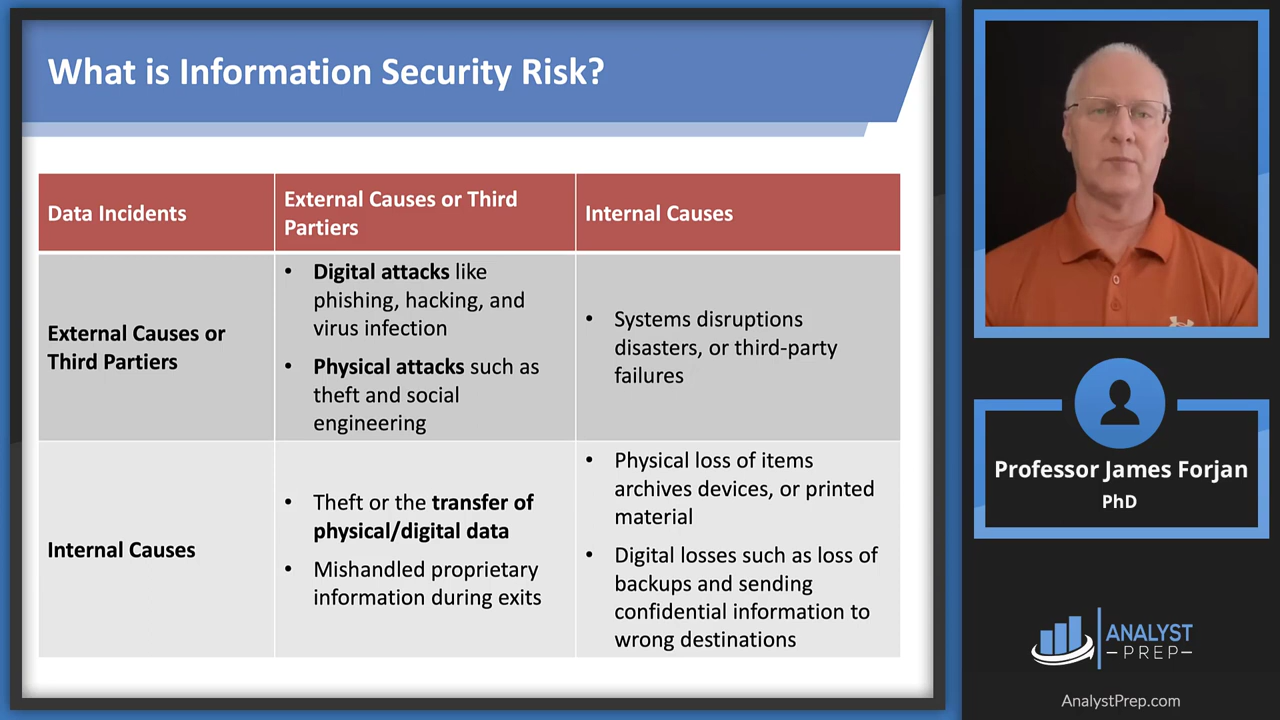 What is Information Security Risk?
Data Incidents
External Causes or Third
Partiers
Internal Causes
External Causes or
Third Partiers
• Digital attacks like
phishing, hacking, and
virus infection
• Physical attacks such as
theft and social
engineering
• Systems disruptions
disasters, or third-party
failures
Internal Causes
• Theft or the transfer of
physical/digital data
• Mishandled proprietary
information during exits
• Physical loss of items
archives devices, or printed
material
• Digital losses such as loss of
backups and sending
confidential information to
wrong destinations
Professor James Forjan
PhD
ANALYST
–PREP–
AnalystPrep.com